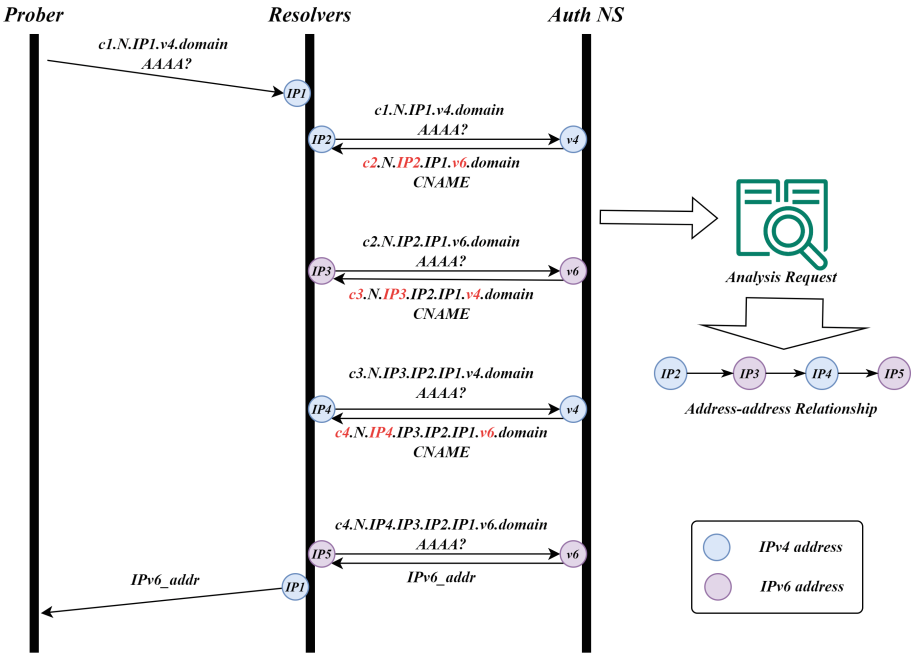 Prober
Resolvers
Auth NS
c1.N.IP1.v4.domain
AAAA?
IP1
c1.N.IP1.v4.domain
AAAA?
IP2
v4
c2.N.IP2.IP1.v6.domain
CNAME
c2.N.IP2.IP1.v6.domain
AAAA?
IP3
v6
c3.N.IP3.IP2.IP1.v4.domain
CNAME
c3.N.IP3.IP2.IP1.v4.domain
AAAA?
IP4
v4
c4.N.IP4.IP3.IP2.IP1.v6.domain
CNAME
c4.N.IP4.IP3.IP2.IP1.v6.domain
AAAA?
IP5
v6
IPv6_addr
IP1
IPv6_addr
Analysis Request
IP2
IP3
IP4
IP5
Address-address Relationship
IPv4 address
IPv6 address